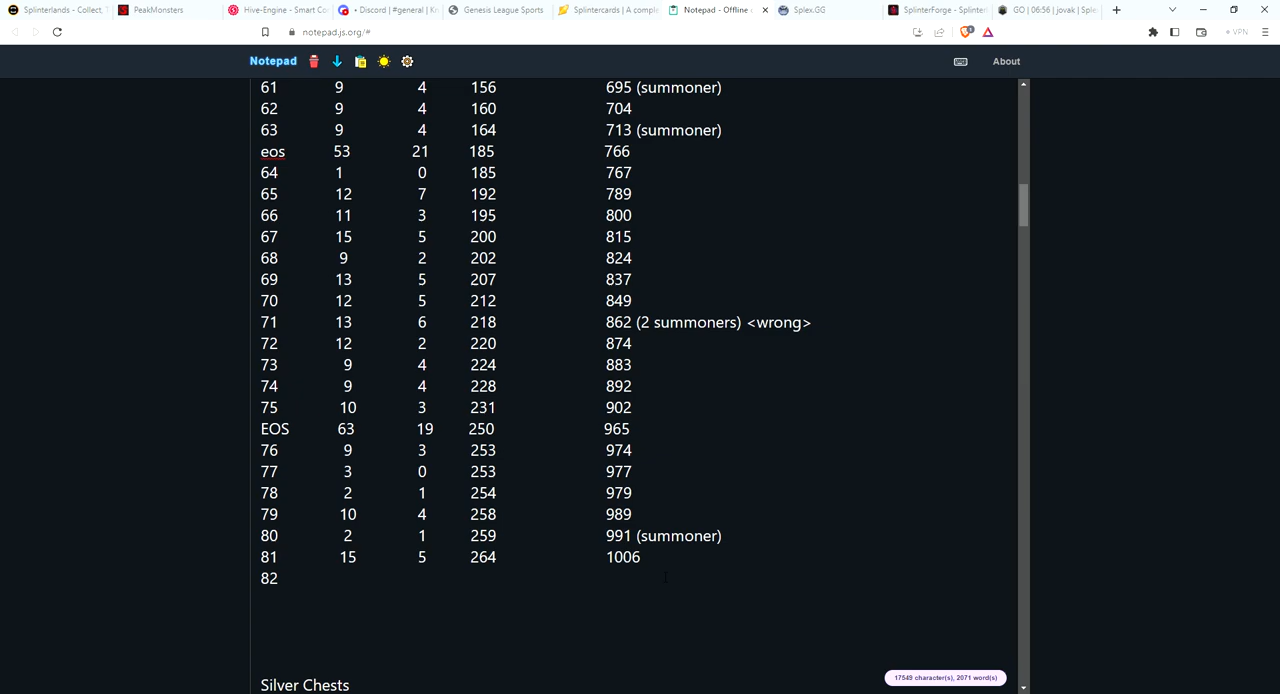 Splinterlands - Collect, T
PeakMonsters
Hive-Engine - Smart Co
• Discord | #general | Kn
Genesis League Sports
Splintercards | A comple
Notepad - Offline
Splex.GG
SplinterForge - Splinter
GO | 06:56 | jovak | Sple
notepad.js.org/#
VPN
Notepad
About
61 9 4 156 695 (summoner)
62 9 4 160 704
63 9 4 164 713 (summoner)
eos 53 21 185 766
64 1 0 185 767
65 12 7 192 789
66 11 3 195 800
67 15 5 200 815
68 9 2 202 824
69 13 5 207 837
70 12 5 212 849
71 13 6 218 862 (2 summoners) <wrong>
72 12 2 220 874
73 9 4 224 883
74 9 4 228 892
75 10 3 231 902
EOS 63 19 250 965
76 9 3 253 974
77 3 0 253 977
78 2 1 254 979
79 10 4 258 989
80 2 1 259 991 (summoner)
81 15 5 264 1006
82
Silver Chests
17549 character(s), 2071 word(s)